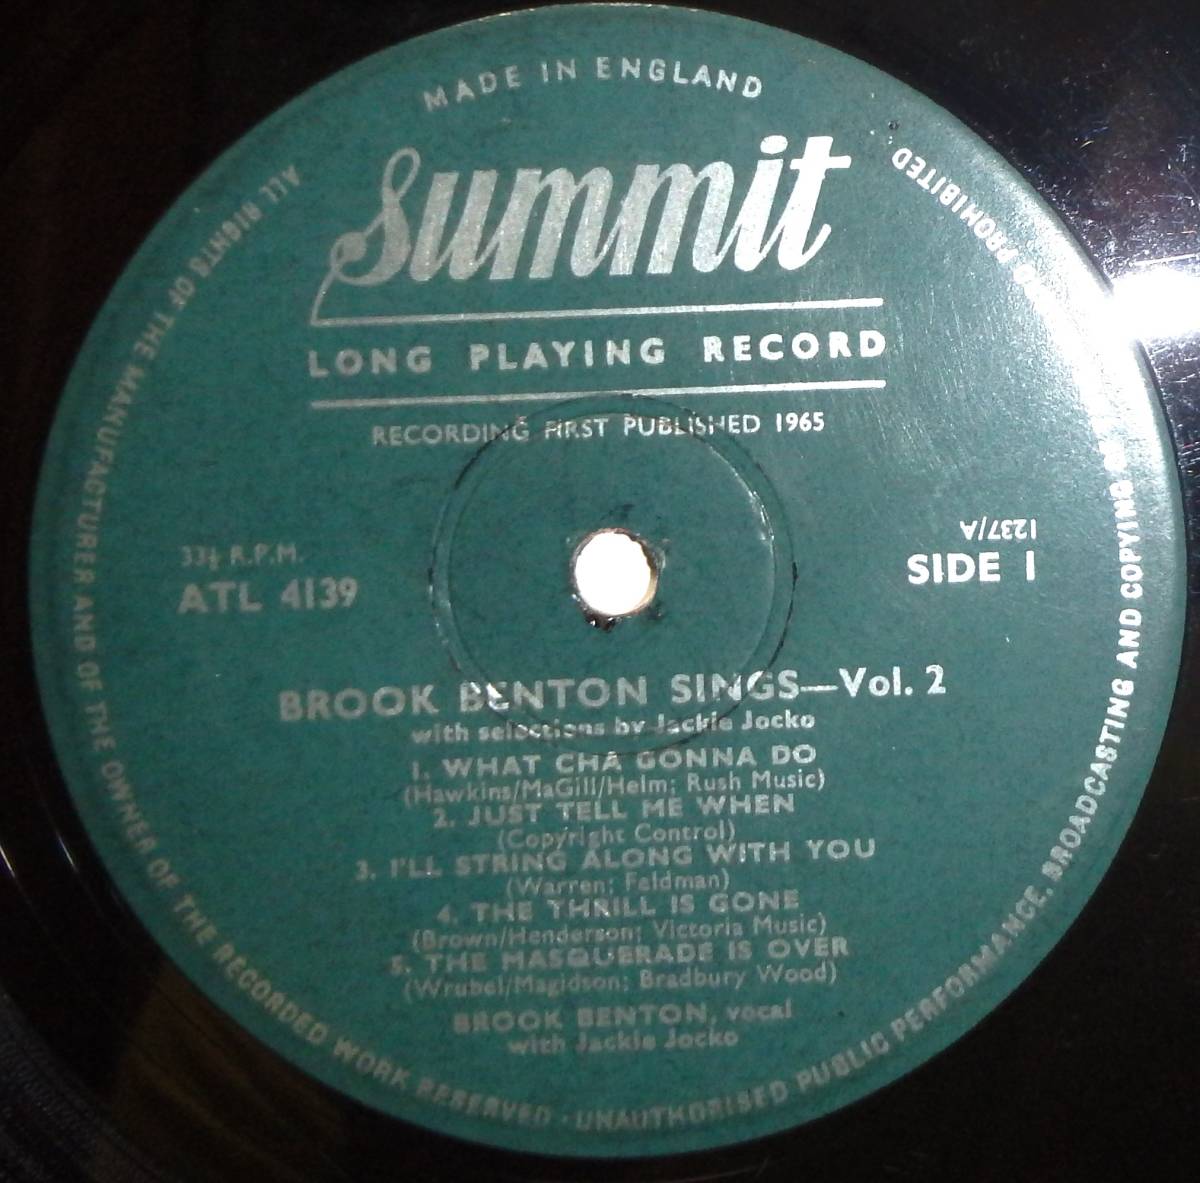 MADE IN ENGLAND
Summit
LONG PLAYING RECORD
RECORDING FIRST PUBLISHED 1965
33⅓ R.P.M.
ATL 4139
1237/A
SIDE 1
BROOK BENTON SINGS—Vol. 2
with selections by Jackie Jocko
1. WHAT CHA GONNA DO
(Hawkins/MaGill/Helm; Rush Music)
2. JUST TELL ME WHEN
(Copyright Control)
3. I'LL STRING ALONG WITH YOU
(Warren; Feldman)
4. THE THRILL IS GONE
(Brown/Henderson; Victoria Music)
5. THE MASQUERADE IS OVER
(Wrubel/Magidson; Bradbury Wood)
BROOK BENTON, vocal
with Jackie Jocko
ALL RIGHTS OF THE MANUFACTURER AND OF THE OWNER OF THE RECORDED WORK RESERVED · UNAUTHORISED PUBLIC PERFORMANCE, BROADCASTING AND COPYING PROHIBITED